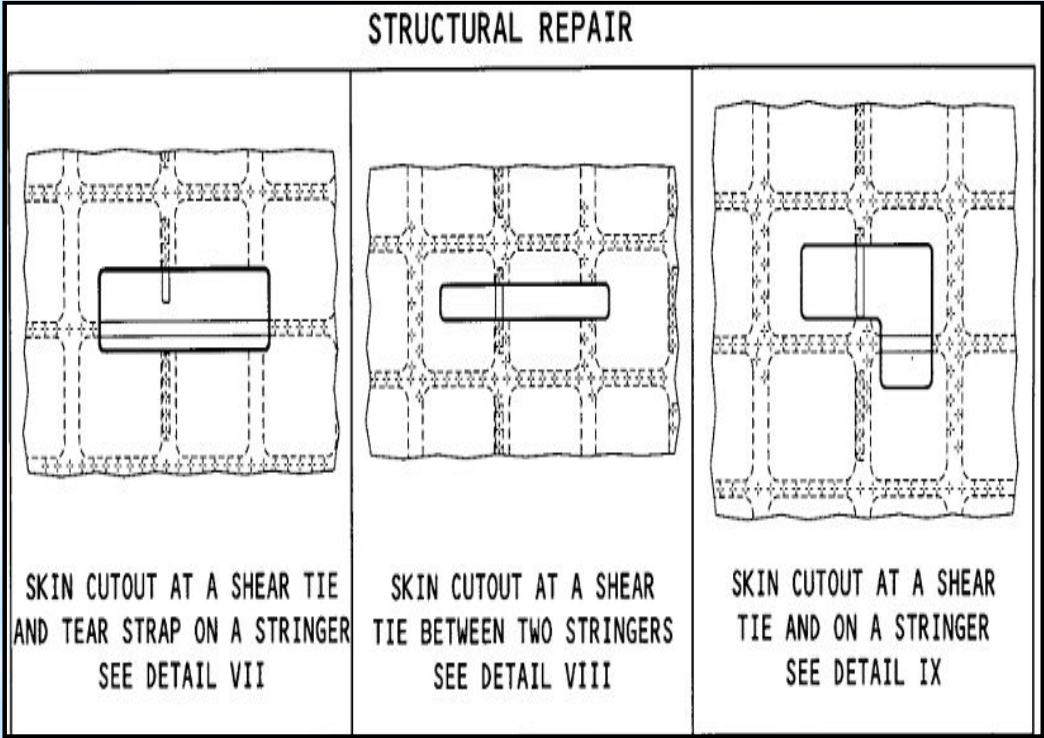 STRUCTURAL REPAIR
SKIN CUTOUT AT A SHEAR TIE
AND TEAR STRAP ON A STRINGER
SEE DETAIL VII
SKIN CUTOUT AT A SHEAR
TIE BETWEEN TWO STRINGERS
SEE DETAIL VIII
SKIN CUTOUT AT A SHEAR
TIE AND ON A STRINGER
SEE DETAIL IX